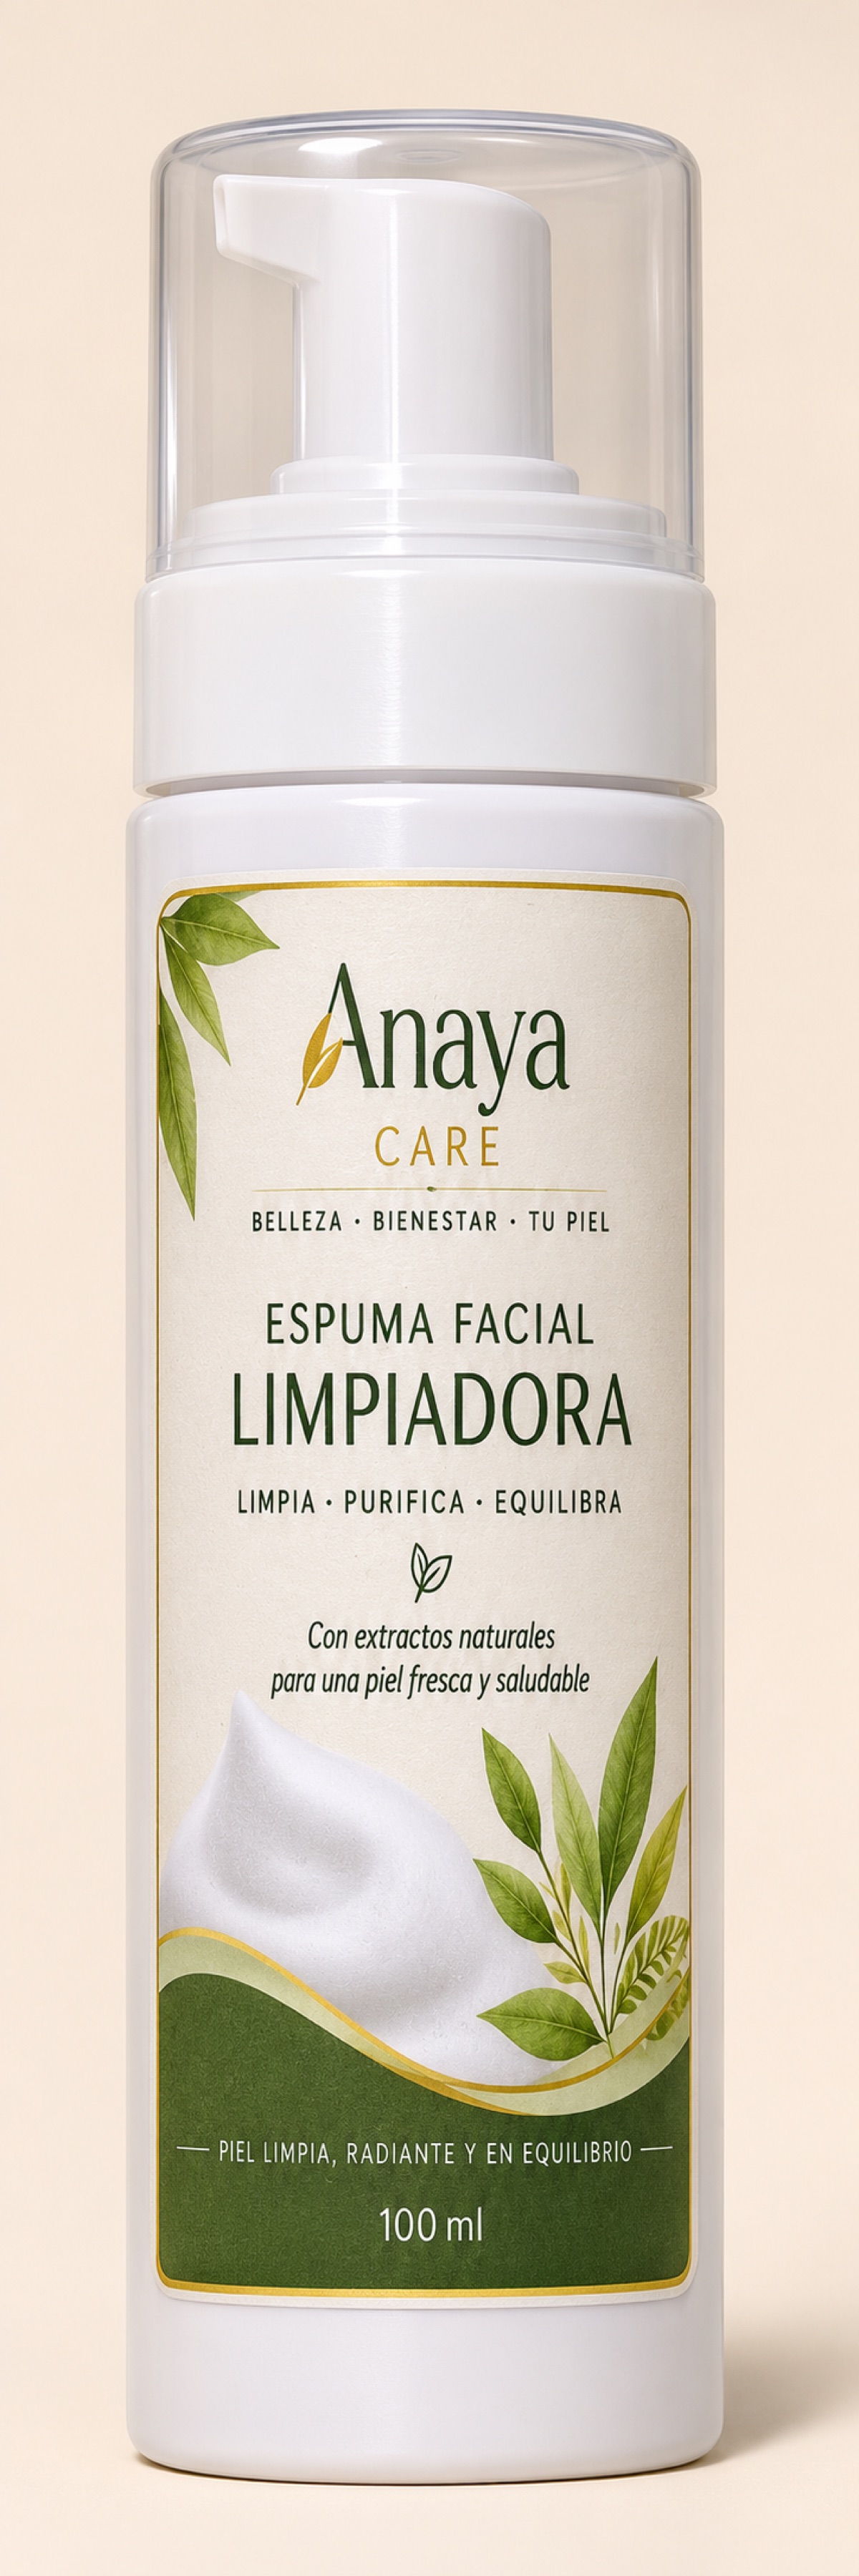 Anaya
CARE
BELLEZA · BIENESTAR · TU PIEL
ESPUMA FACIAL
LIMPIADORA
LIMPIA · PURIFICA · EQUILIBRA
Con extractos naturales
para una piel fresca y saludable
PIEL LIMPIA, RADIANTE Y EN EQUILIBRIO
100 ml